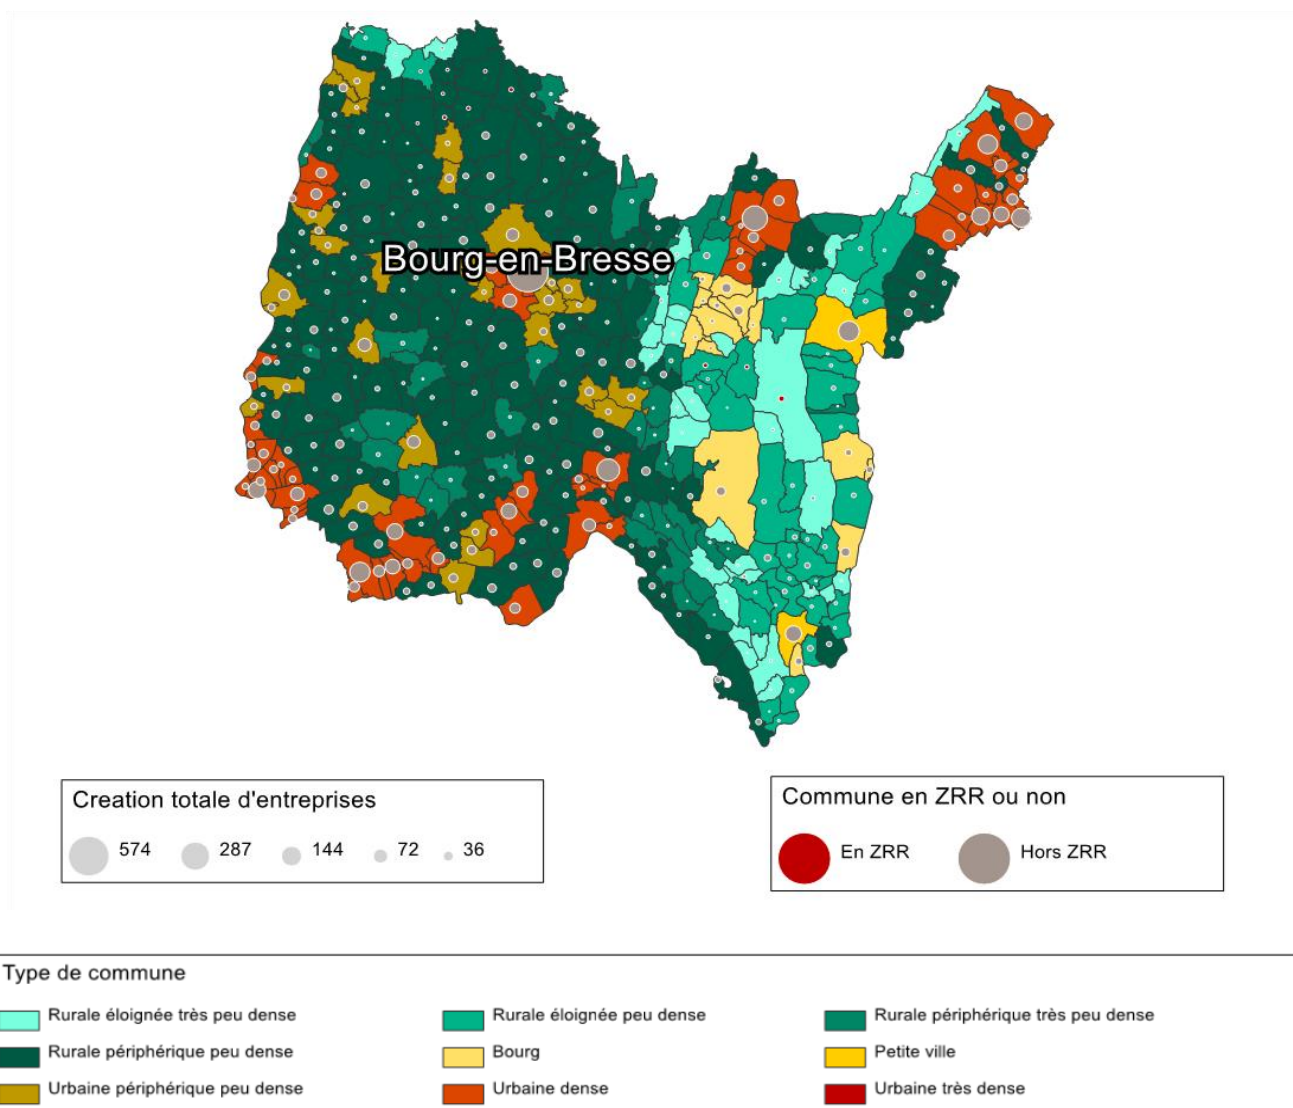 Bourg-en-Bresse
Creation totale d'entreprises
574 287 144 72 36
Commune en ZRR ou non
En ZRR Hors ZRR
Type de commune
Rurale éloignée très peu dense Rurale éloignée peu dense Rurale périphérique très peu dense
Rurale périphérique peu dense Bourg Petite ville
Urbaine périphérique peu dense Urbaine dense Urbaine très dense